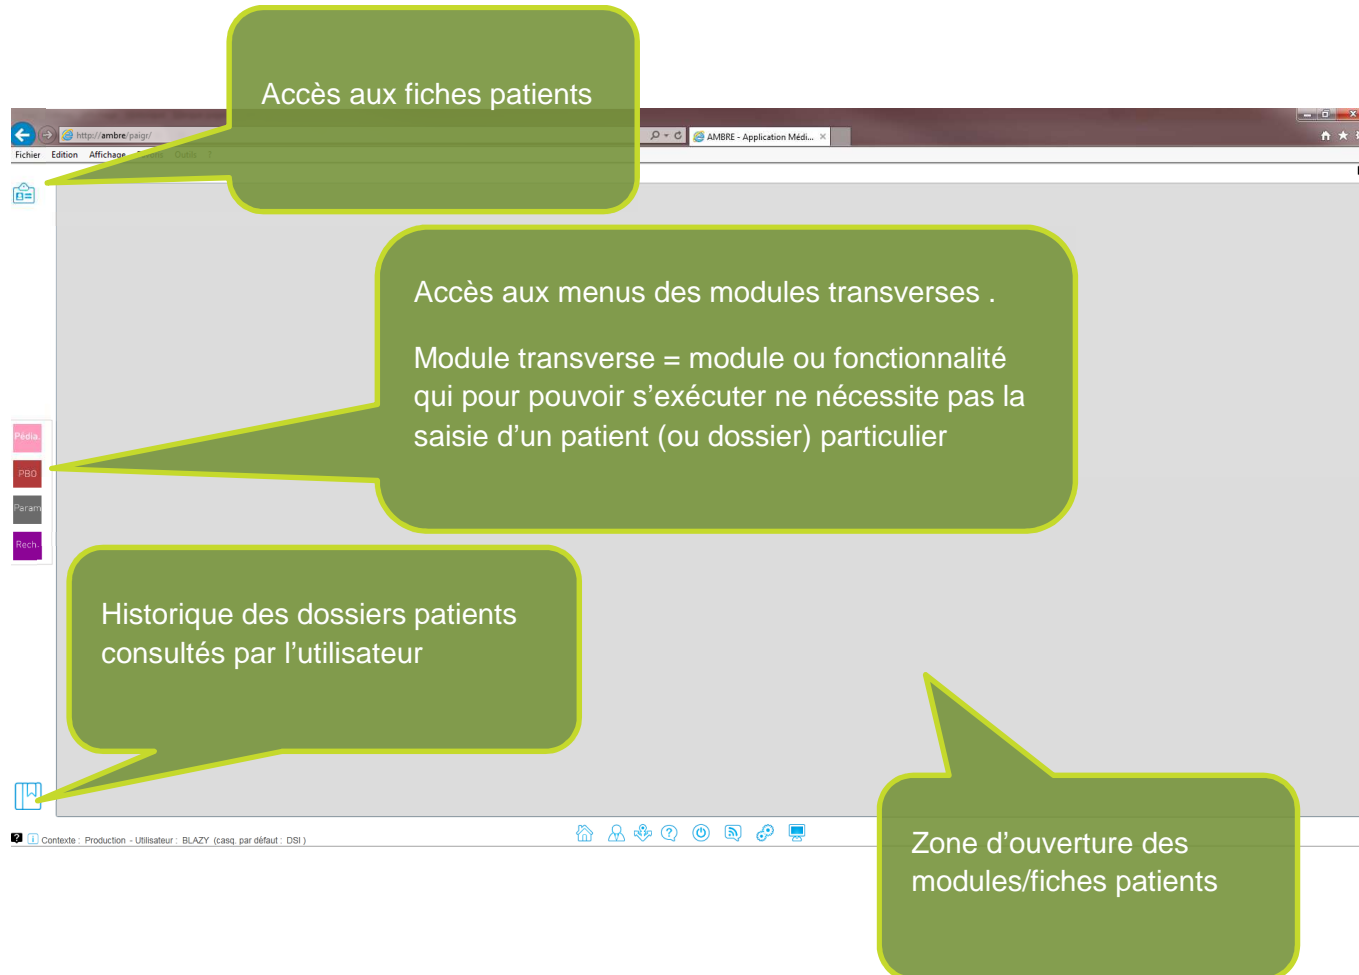 Accès aux fiches patients
http://ambre/paigr/
AMBRE - Application Médi...
Fichier Edition Affichage Outils ?
Accès aux menus des modules transverses .
Module transverse = module ou fonctionnalité
qui pour pouvoir s’exécuter ne nécessite pas la
saisie d’un patient (ou dossier) particulier
Pédia.
PBO
Param
Rech.
Historique des dossiers patients
consultés par l’utilisateur
Contexte : Production - Utilisateur : BLAZY (casq. par défaut : DSI )
Zone d’ouverture des
modules/fiches patients